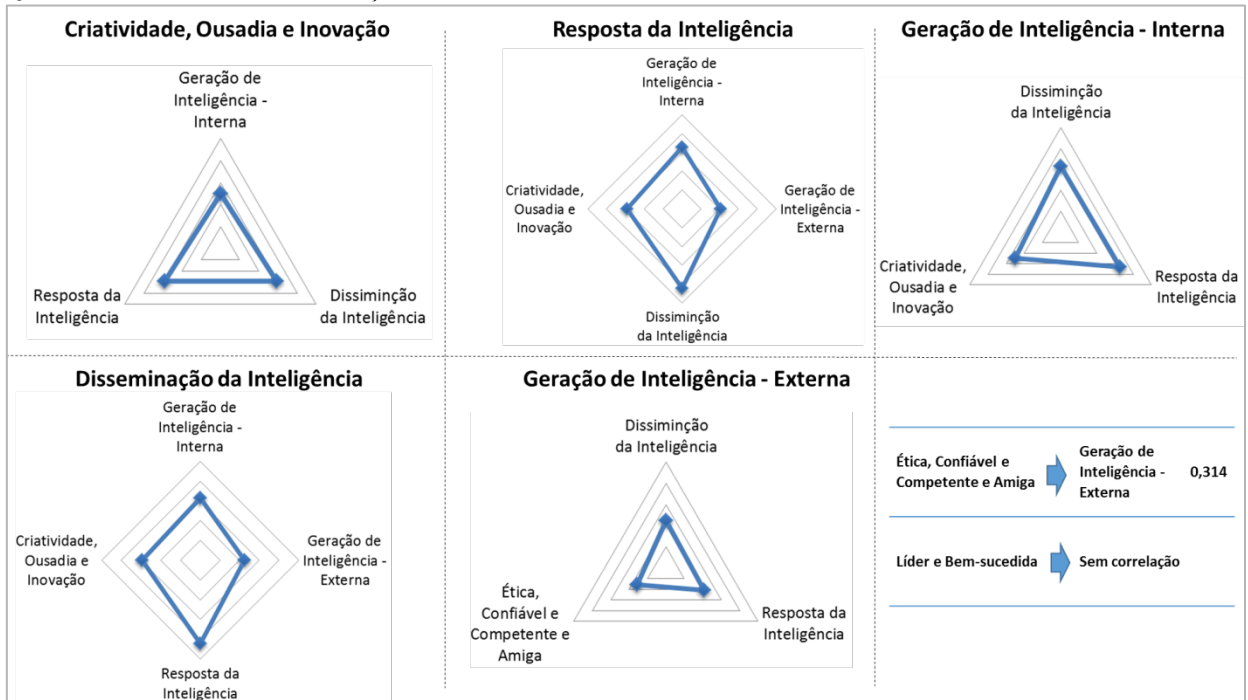 Criatividade, Ousadia e Inovação
Geração de
Inteligência -
Interna
Resposta da
Inteligência
Dissiminção
da Inteligência
Resposta da Inteligência
Geração de
Inteligência -
Interna
Criatividade,
Ousadia e
Inovação
Geração de
Inteligência -
Externa
Dissiminção
da Inteligência
Geração de Inteligência - Interna
Dissiminção
da Inteligência
Criatividade,
Ousadia e
Inovação
Resposta da
Inteligência
Disseminação da Inteligência
Geração de
Inteligência -
Interna
Criatividade,
Ousadia e
Inovação
Geração de
Inteligência -
Externa
Resposta da
Inteligência
Geração de Inteligência - Externa
Dissiminção
da Inteligência
Ética,
Confiável e
Competente e
Amiga
Resposta da
Inteligência
Ética, Confiável e
Competente e Amiga
Geração de
Inteligência -
Externa
0,314
Líder e Bem-sucedida
Sem correlação